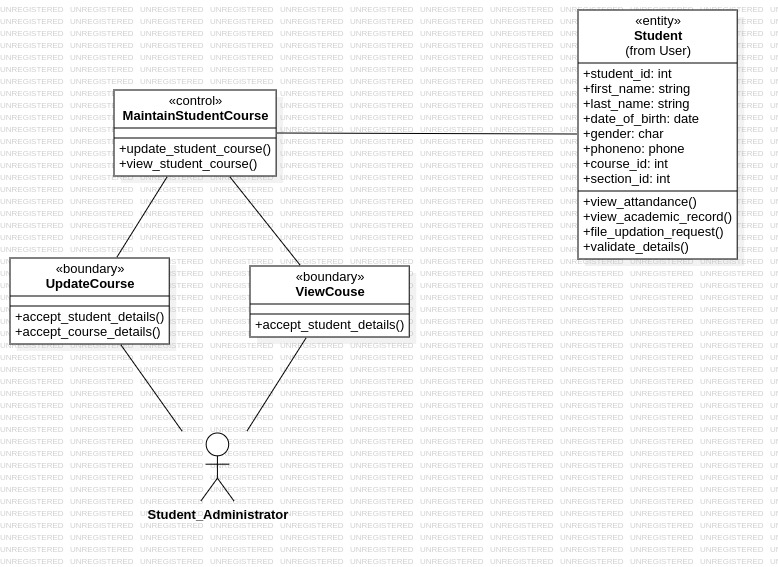 «entity»
Student
(from User)
+student_id: int
+first_name: string
+last_name: string
+date_of_birth: date
+gender: char
+phoneno: phone
+course_id: int
+section_id: int
+view_attandance()
+view_academic_record()
+file_updation_request()
+validate_details()
«control»
MaintainStudentCourse
+update_student_course()
+view_student_course()
«boundary»
UpdateCourse
+accept_student_details()
+accept_course_details()
«boundary»
ViewCouse
+accept_student_details()
Student_Administrator
UNREGISTERED